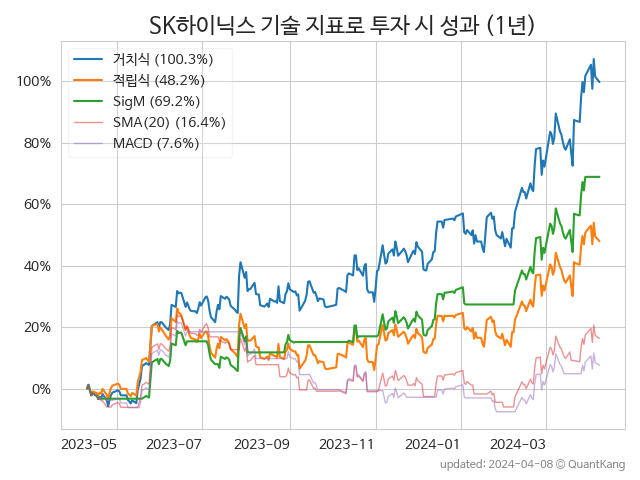 SK하이닉스 기술 지표로 투자 시 성과 (1년)
거치식 (100.3%)
적립식 (48.2%)
SigM (69.2%)
SMA(20) (16.4%)
MACD (7.6%)
100%
80%
60%
40%
20%
0%
2023-05 2023-07 2023-09 2023-11 2024-01 2024-03
updated: 2024-04-08 © QuantKang